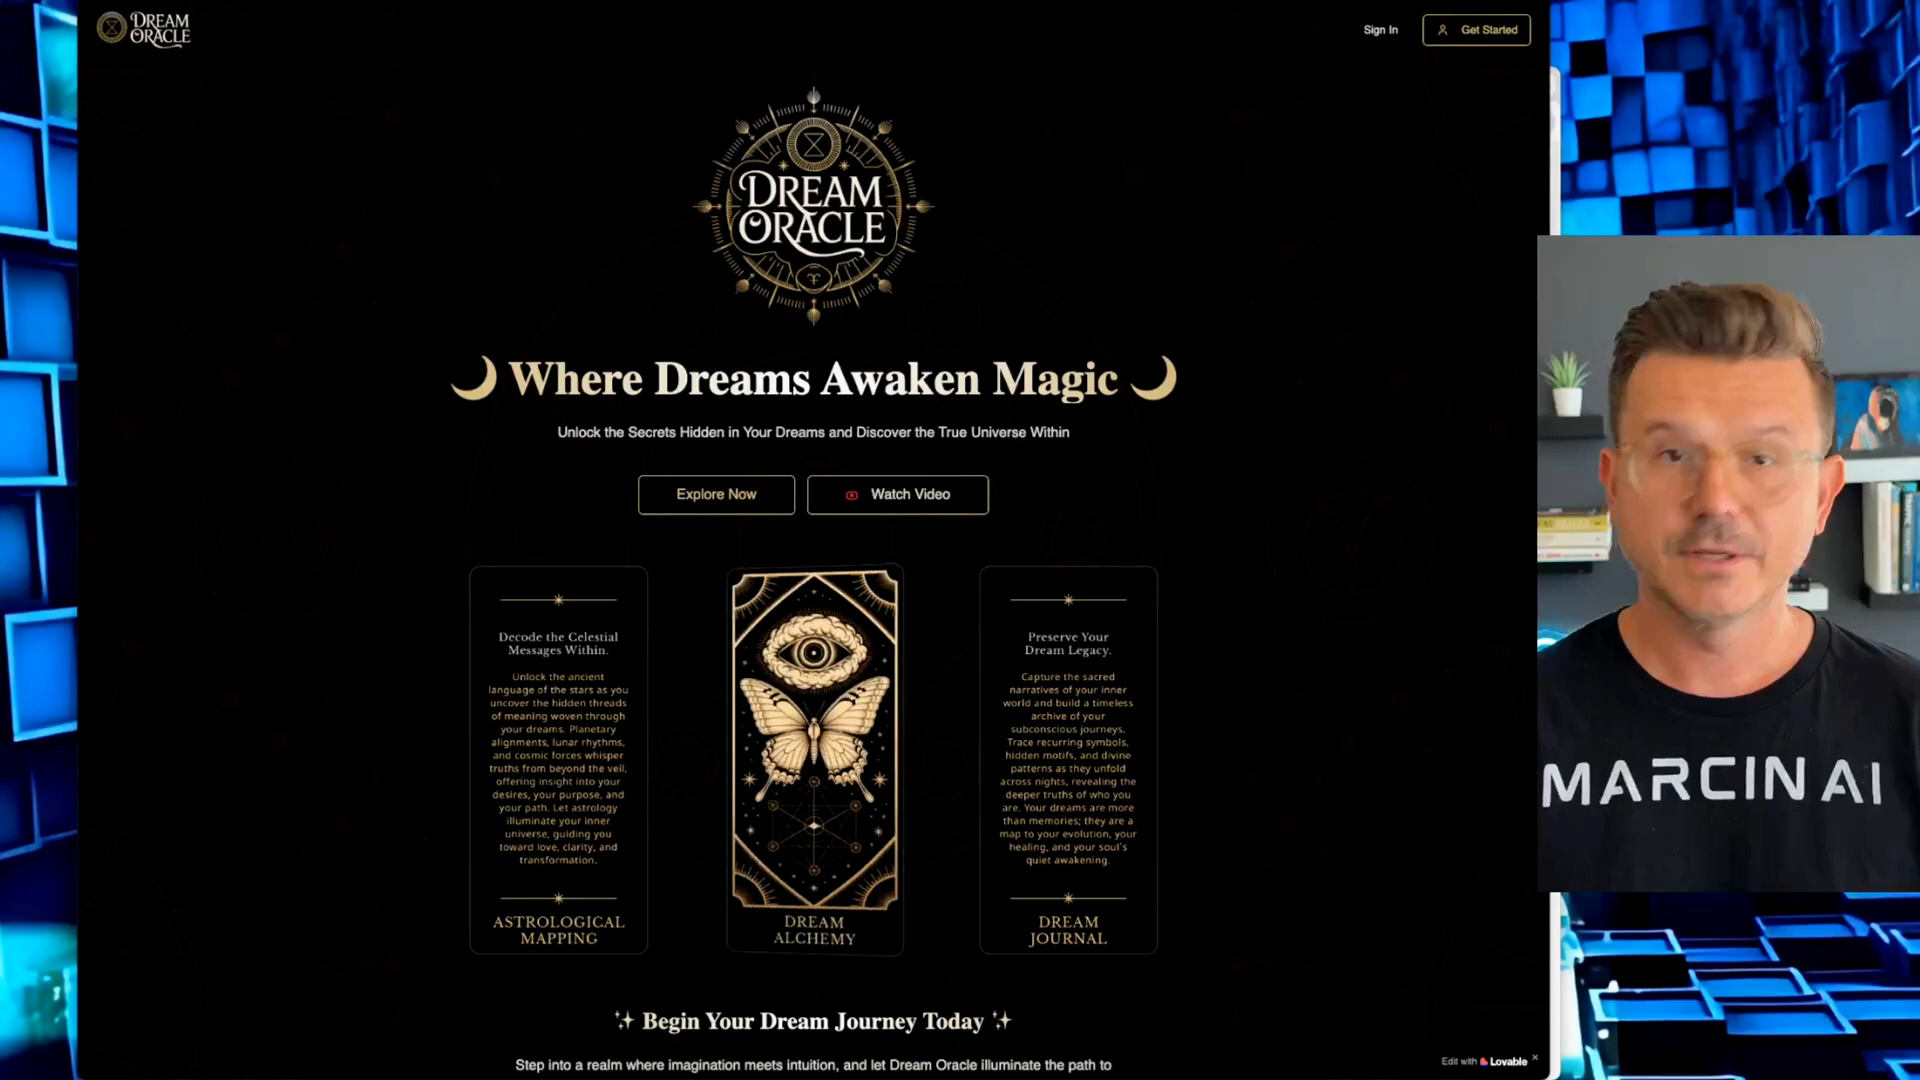 DREAM
ORACLE
Sign In
Get Started
DREAM
ORACLE
Where Dreams Awaken Magic
Unlock the Secrets Hidden in Your Dreams and Discover the True Universe Within
Explore Now
Watch Video
Decode the Celestial
Messages Within.
Unlock the ancient
language of the stars as you
uncover the hidden threads
of meaning woven through
your dreams. Planetary
alignments, lunar rhythms,
and cosmic forces whisper
truths from beyond the veil,
offering insight into your
desires, your purpose, and
your path. Let astrology
illuminate your inner
universe, guiding you
toward love, clarity, and
transformation.
ASTROLOGICAL
MAPPING
DREAM
ALCHEMY
Preserve Your
Dream Legacy.
Capture the sacred
narratives of your inner
world and build a timeless
archive of your
subconscious journeys.
Trace recurring symbols,
hidden motifs, and divine
patterns as they unfold
across nights, revealing the
deeper truths of who you
are. Your dreams are more
than memories; they are a
map to your evolution, your
healing, and your soul's
quiet awakening.
DREAM
JOURNAL
Begin Your Dream Journey Today
Step into a realm where imagination meets intuition, and let Dream Oracle illuminate the path to
Edit with Lovable
MARCIN AI